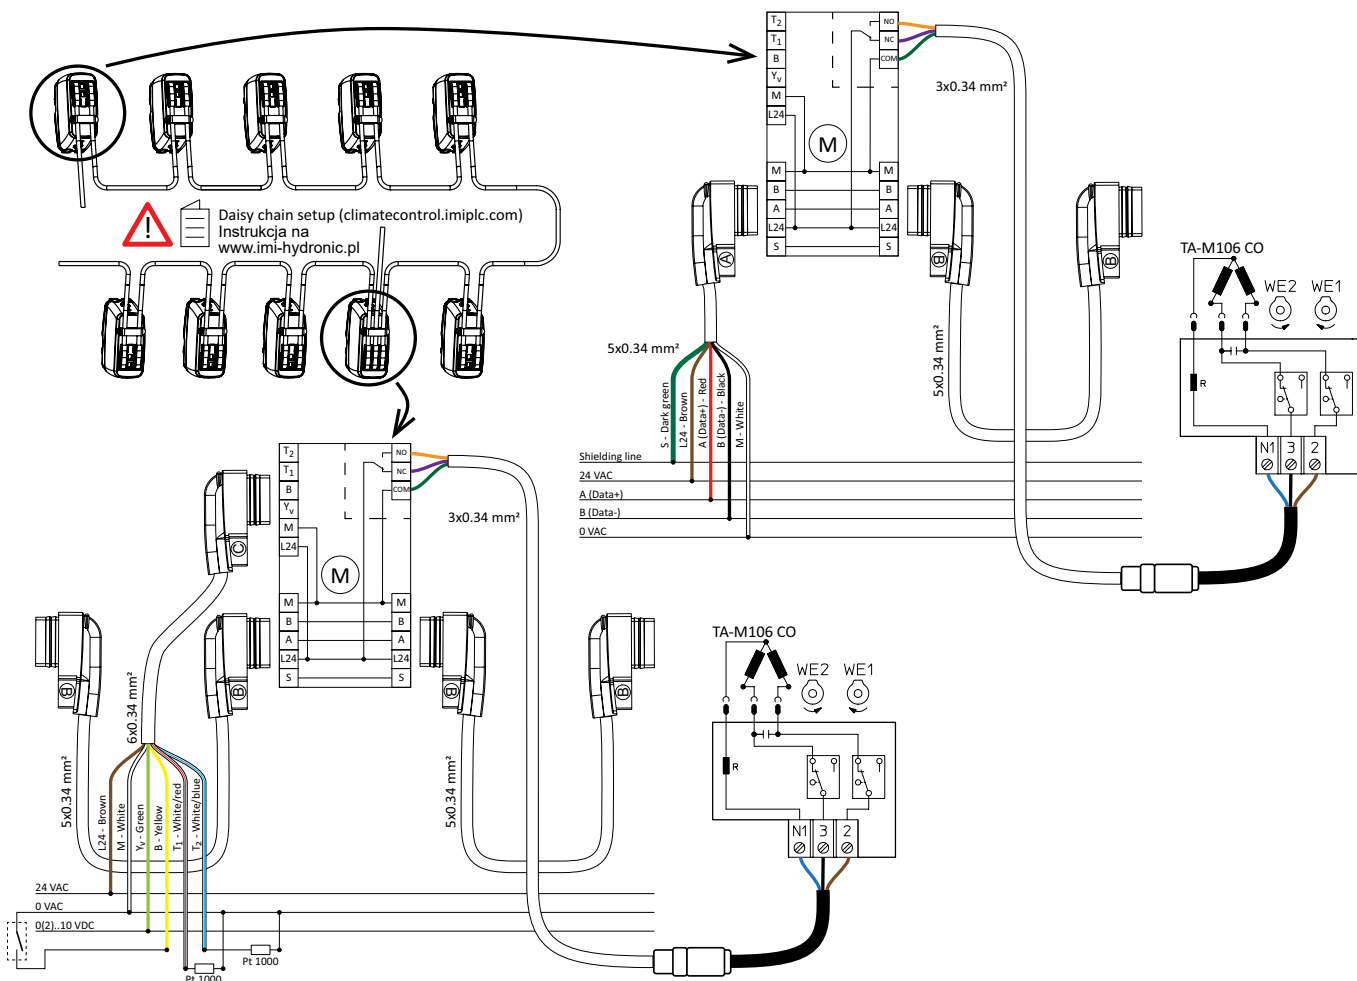 T2
T1
B
Yv
M
L24
NO
NC
COM
M
3x0.34 mm²
M
B
A
L24
S
M
B
A
L24
S
!
Daisy chain setup (climatecontrol.imiplc.com)
Instrukcja na
www.imi-hydronic.pl
A
B
B
5x0.34 mm²
5x0.34 mm²
S - Dark green
L24 - Brown
A (Data+) - Red
B (Data-) - Black
M - White
Shielding line
24 VAC
A (Data+)
B (Data-)
0 VAC
TA-M106 CO
WE2
WE1
R
N1
3
2
T2
T1
B
Yv
M
L24
NO
NC
COM
M
3x0.34 mm²
M
B
A
L24
S
M
B
A
L24
S
C
B
B
B
B
6x0.34 mm²
5x0.34 mm²
5x0.34 mm²
L24 - Brown
M - White
Yv - Green
B - Yellow
T1 - White/red
T2 - White/blue
24 VAC
0 VAC
0(2)..10 VDC
Pt 1000
Pt 1000
TA-M106 CO
WE2
WE1
R
N1
3
2